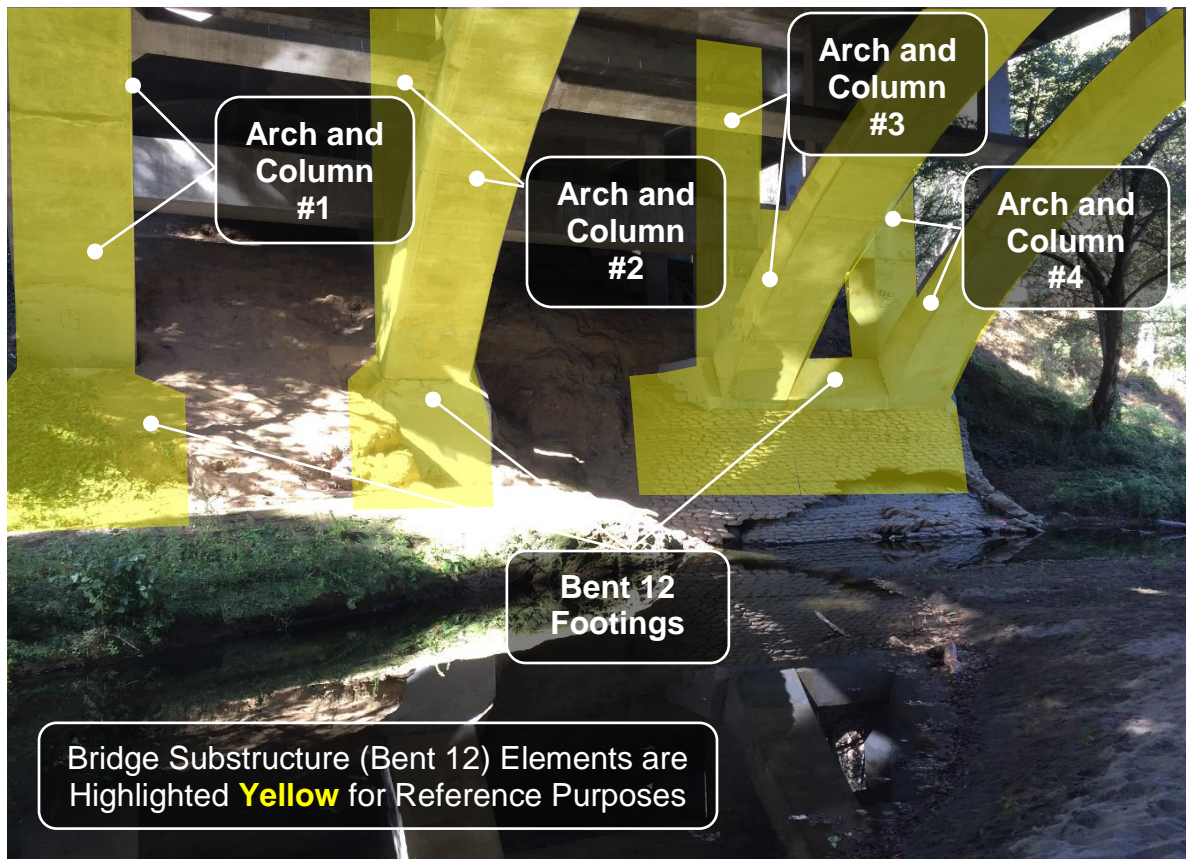 Arch and
Column
#1
Arch and
Column
#2
Arch and
Column
#3
Arch and
Column
#4
Bent 12
Footings
Bridge Substructure (Bent 12) Elements are
Highlighted Yellow for Reference Purposes